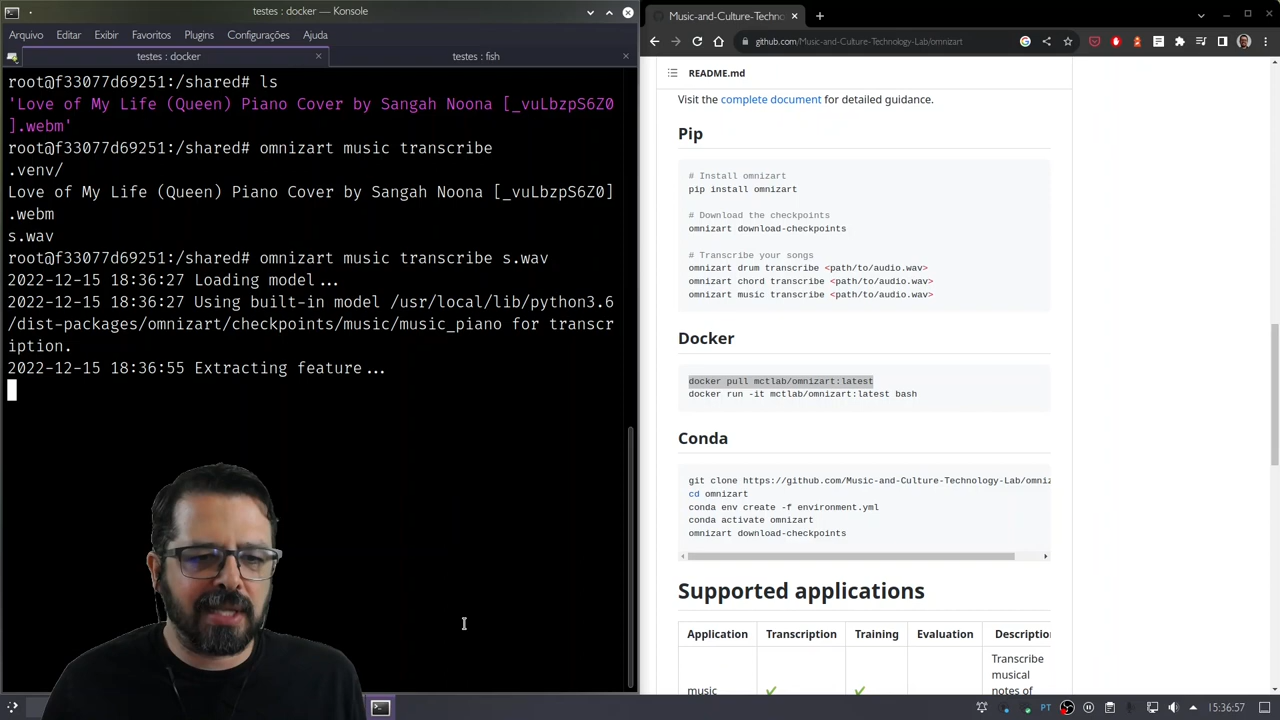 testes : docker — Konsole
Arquivo Editar Exibir Favoritos Plugins Configurações Ajuda
testes : docker
testes : fish
root@f33077d69251:/shared# ls
'Love of My Life (Queen) Piano Cover by Sangah Noona [_vuLbzpS6Z0
].webm'
root@f33077d69251:/shared# omnizart music transcribe
.venv/
Love of My Life (Queen) Piano Cover by Sangah Noona [_vuLbzpS6Z0]
.webm
s.wav
root@f33077d69251:/shared# omnizart music transcribe s.wav
2022-12-15 18:36:27 Loading model...
2022-12-15 18:36:27 Using built-in model /usr/local/lib/python3.6
/dist-packages/omnizart/checkpoints/music/music_piano for transcr
iption.
2022-12-15 18:36:55 Extracting feature...
Music-and-Culture-Techno
github.com/Music-and-Culture-Technology-Lab/omnizart
README.md
Visit the complete document for detailed guidance.
Pip
# Install omnizart
pip install omnizart
# Download the checkpoints
omnizart download-checkpoints
# Transcribe your songs
omnizart drum transcribe <path/to/audio.wav>
omnizart chord transcribe <path/to/audio.wav>
omnizart music transcribe <path/to/audio.wav>
Docker
docker pull mctlab/omnizart:latest
docker run -it mctlab/omnizart:latest bash
Conda
git clone https://github.com/Music-and-Culture-Technology-Lab/omniz
cd omnizart
conda env create -f environment.yml
conda activate omnizart
omnizart download-checkpoints
Supported applications
Application Transcription Training Evaluation Description
music
Transcribe
musical
notes of
PT
15:36:57